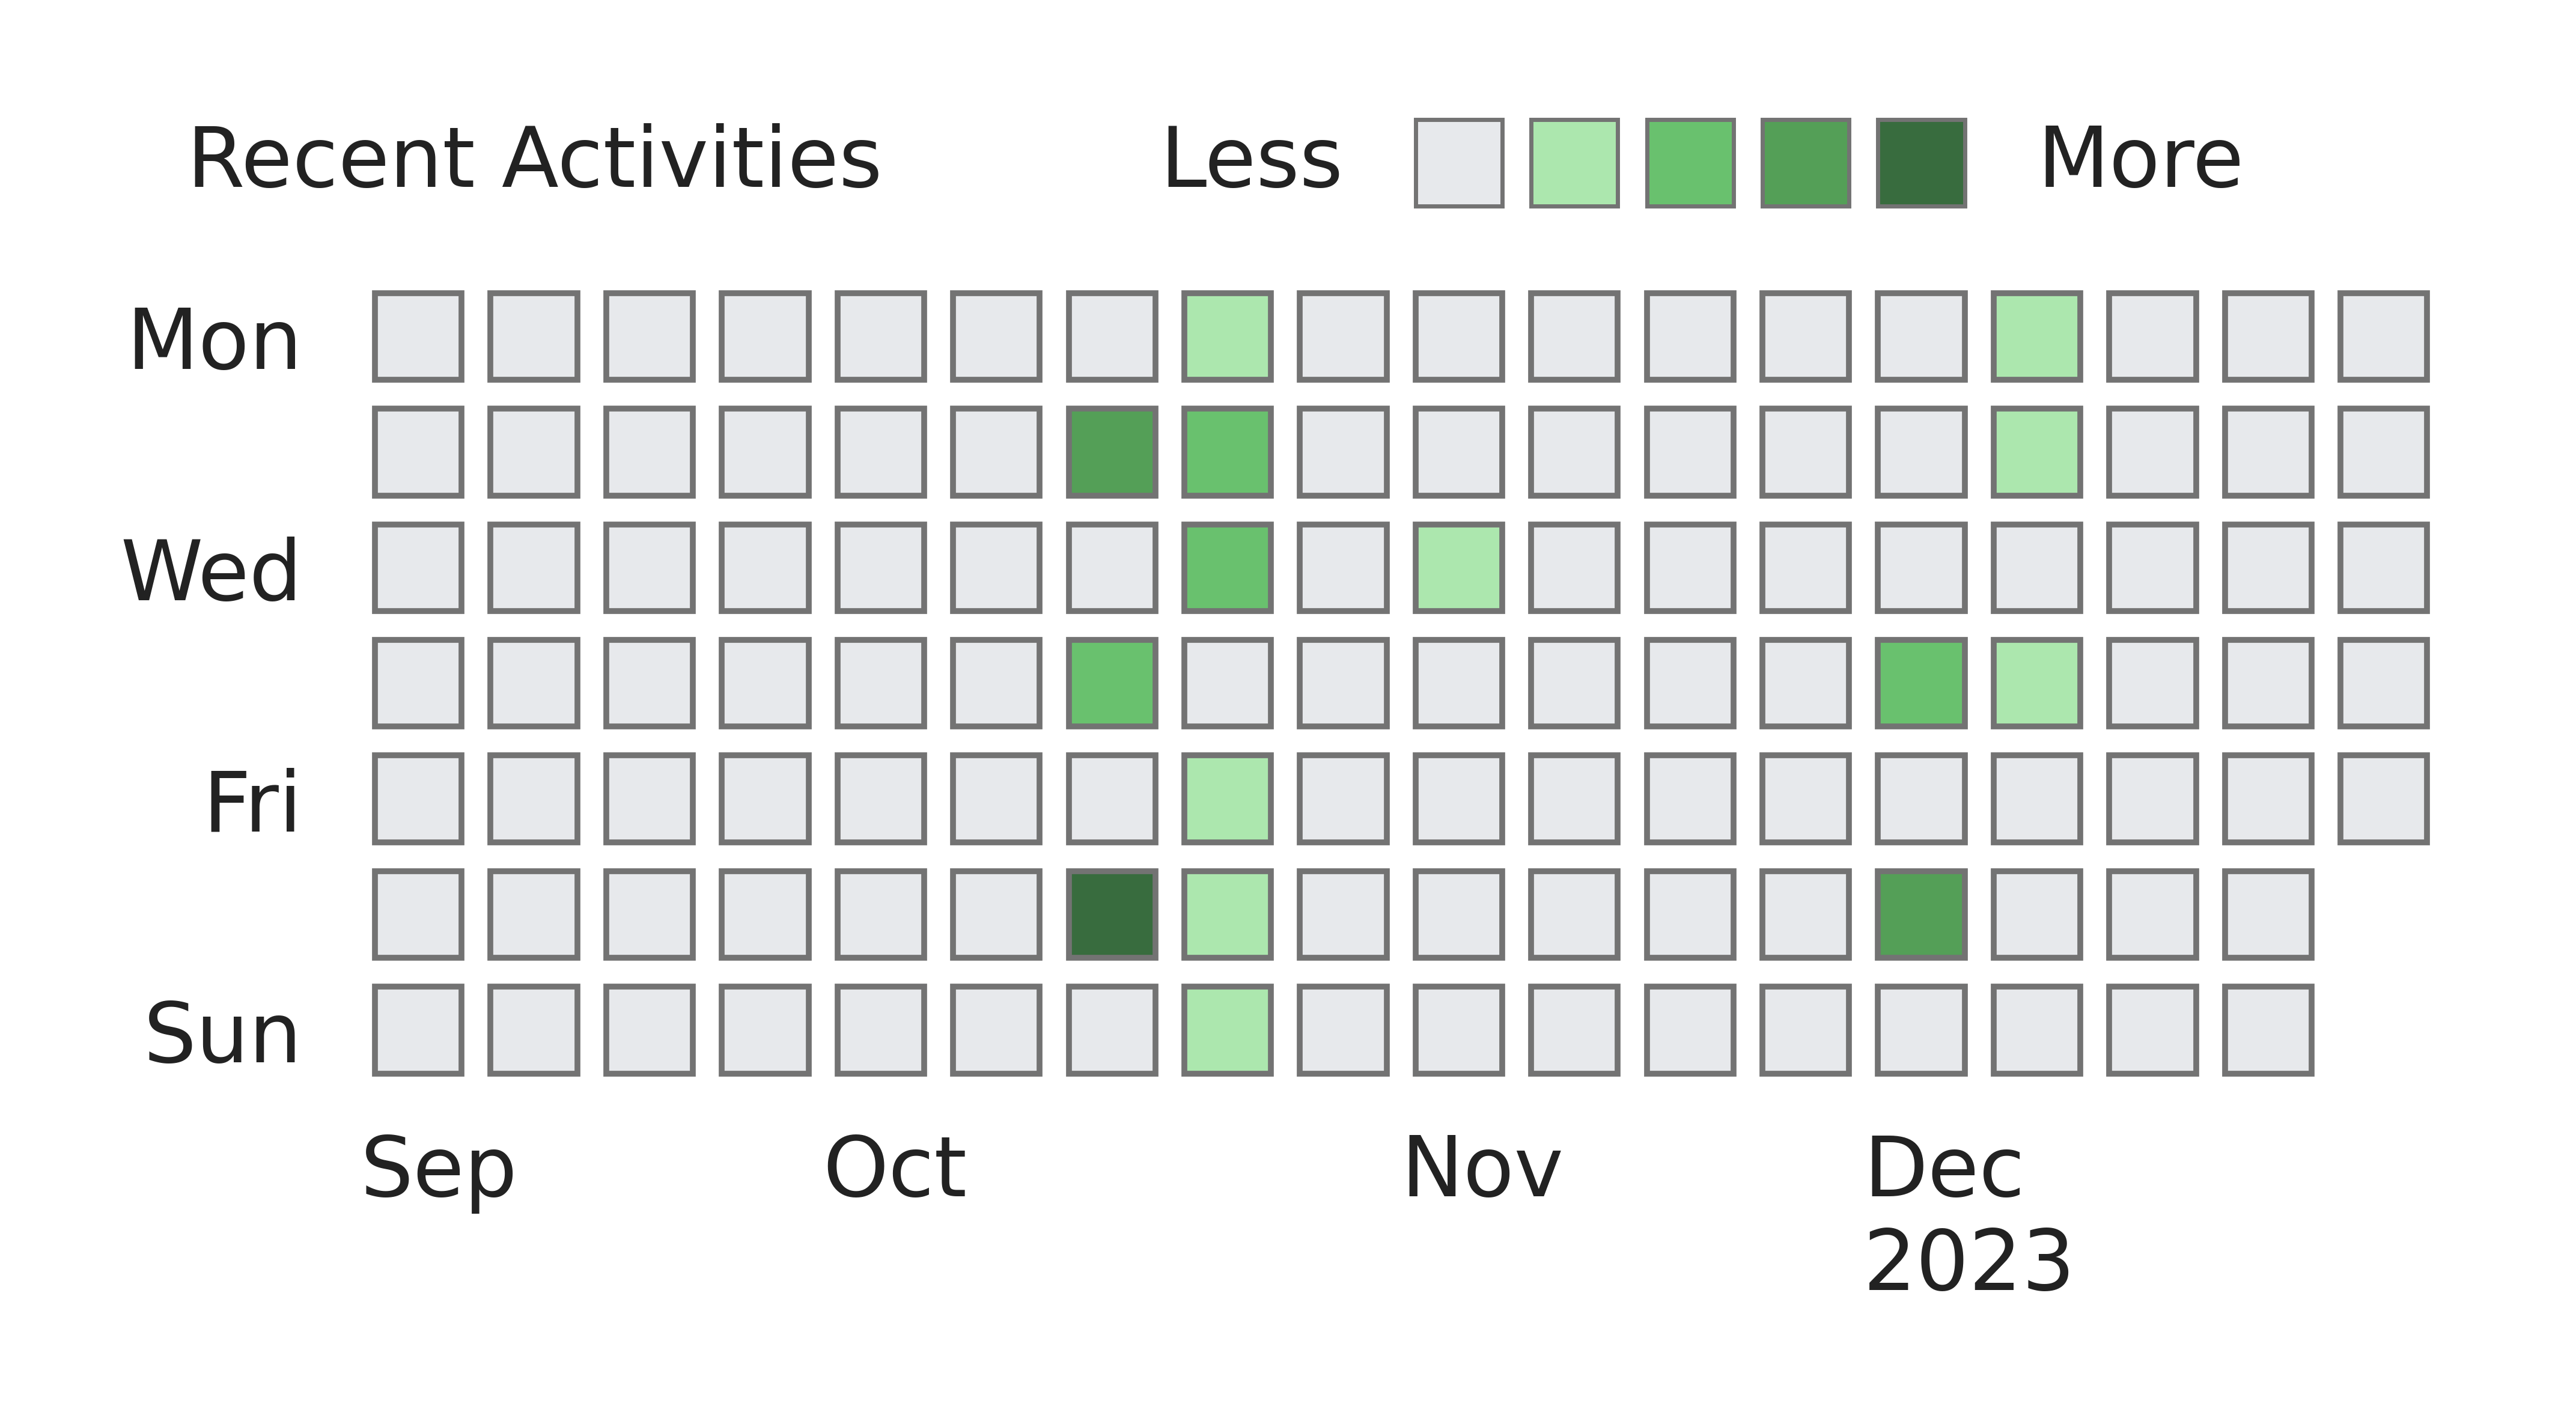 Recent Activities
Less More
Mon
Wed
Fri
Sun
Sep Oct Nov Dec
2023